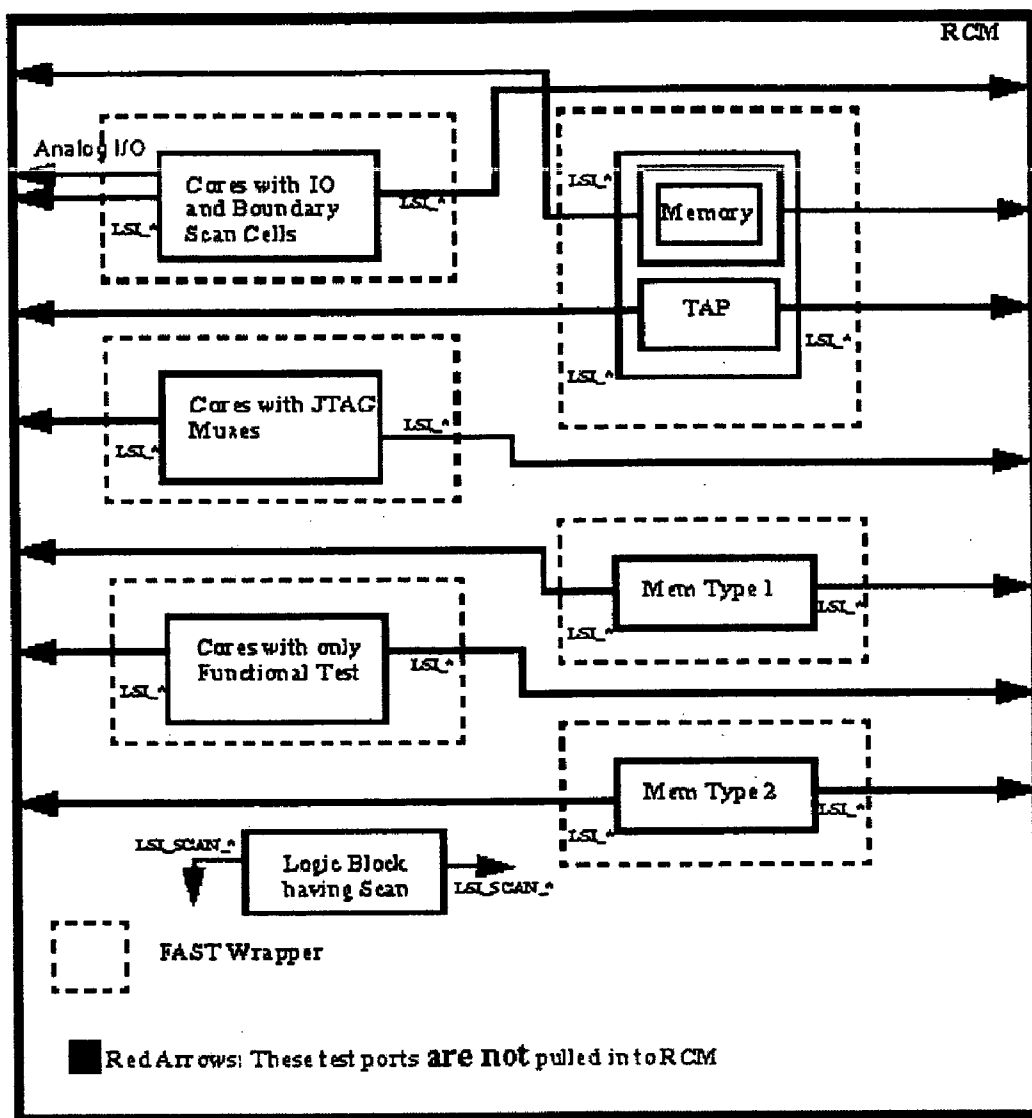 RCM
Analog I/O
Cores with IO
and Boundary
Scan Cells
LSI_^
LSI_^
LSI_^
Memory
TAP
LSI_^
LSI_^
Cores with JTAG
Muxes
LSI_^
LSI_^
Mem Type 1
LSI_^
LSI_^
Cores with only
Functional Test
LSI_^
LSI_^
Mem Type 2
LSI_^
LSI_^
LSI_SCAN_^
Logic Block
having Scan
LSI_SCAN_^
FAST Wrapper
Red Arrows: These test ports are not pulled into RCM